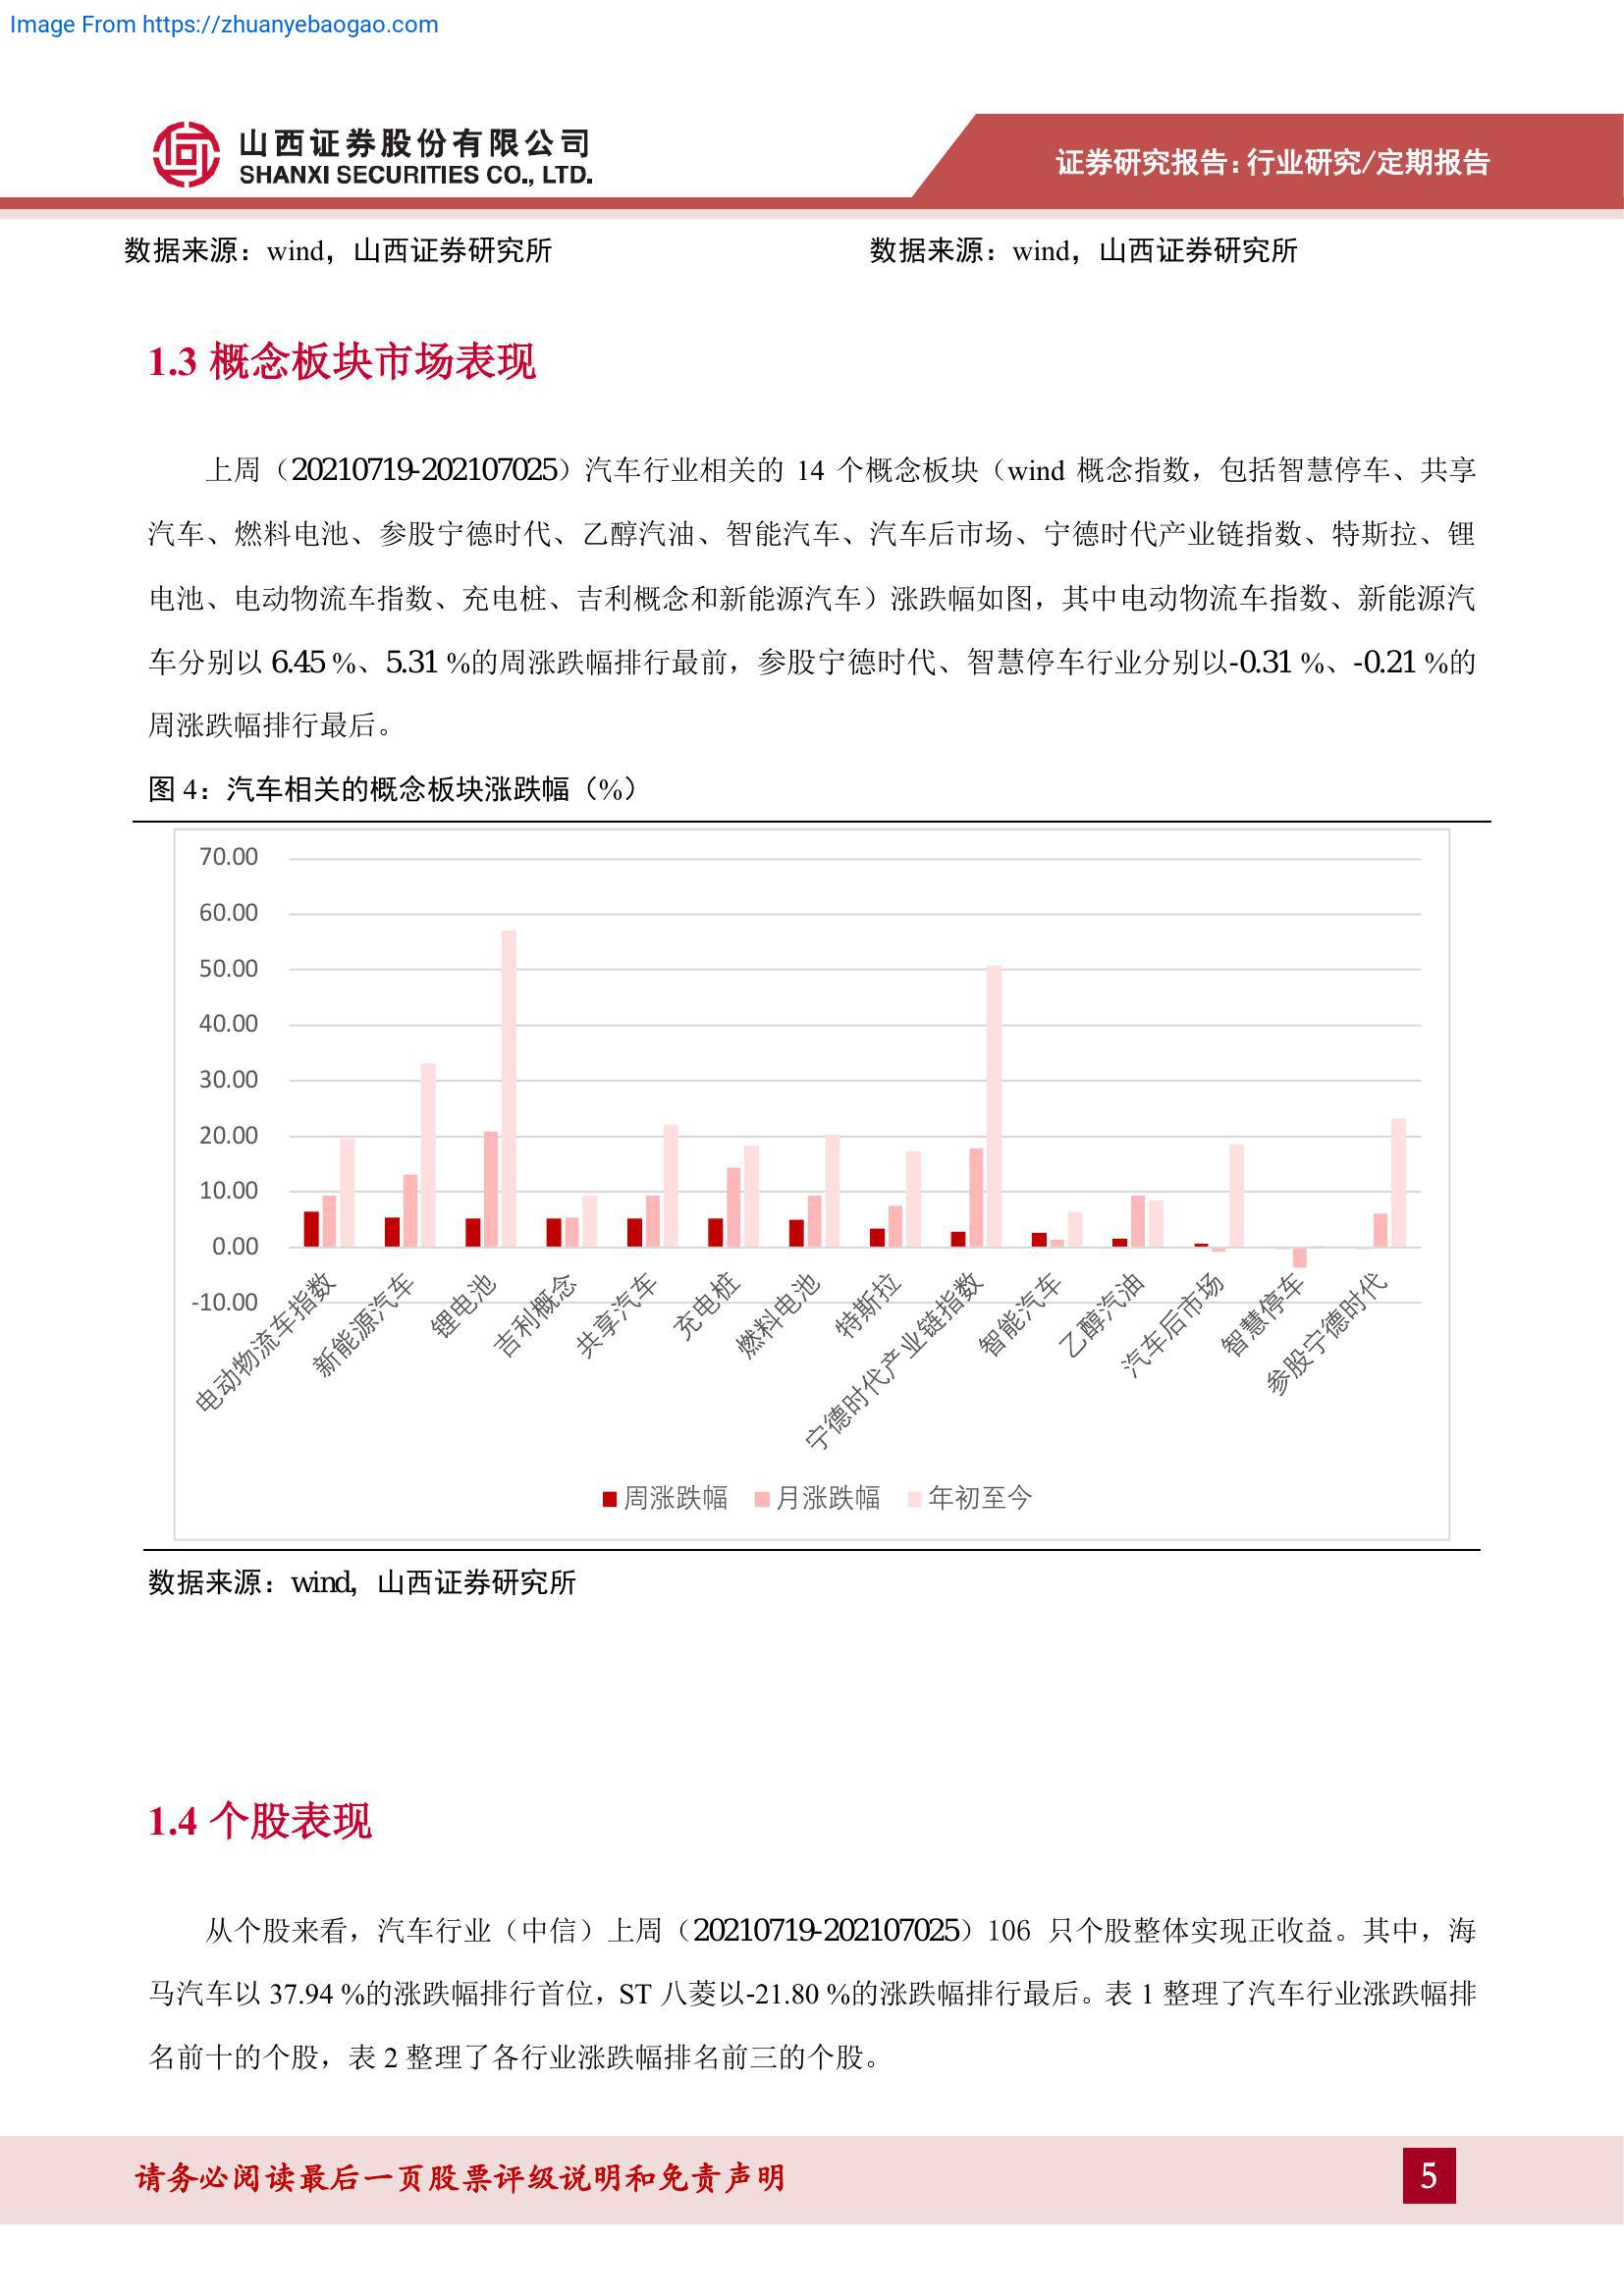 Image From https://zhuanyebaogao.com
山西证券股份有限公司
SHANXI SECURITIES CO., LTD.
证券研究报告：行业研究/定期报告
数据来源：wind，山西证券研究所
数据来源：wind，山西证券研究所
1.3 概念板块市场表现
上周（20210719-202107025）汽车行业相关的 14 个概念板块（wind 概念指数，包括智慧停车、共享
汽车、燃料电池、参股宁德时代、乙醇汽油、智能汽车、汽车后市场、宁德时代产业链指数、特斯拉、锂
电池、电动物流车指数、充电桩、吉利概念和新能源汽车）涨跌幅如图，其中电动物流车指数、新能源汽
车分别以 6.45 %、5.31 %的周涨跌幅排行最前，参股宁德时代、智慧停车行业分别以-0.31 %、-0.21 %的
周涨跌幅排行最后。
图 4：汽车相关的概念板块涨跌幅（%）
70.00
60.00
50.00
40.00
30.00
20.00
10.00
0.00
-10.00
电动物流车指数
新能源汽车
锂电池
吉利概念
共享汽车
充电桩
燃料电池
特斯拉
宁德时代产业链指数
智能汽车
乙醇汽油
汽车后市场
智慧停车
参股宁德时代
周涨跌幅 月涨跌幅 年初至今
数据来源：wind，山西证券研究所
1.4 个股表现
从个股来看，汽车行业（中信）上周（20210719-202107025）106 只个股整体实现正收益。其中，海
马汽车以 37.94 %的涨跌幅排行首位，ST 八菱以-21.80 %的涨跌幅排行最后。表 1 整理了汽车行业涨跌幅排
名前十的个股，表 2 整理了各行业涨跌幅排名前三的个股。
请务必阅读最后一页股票评级说明和免责声明
5